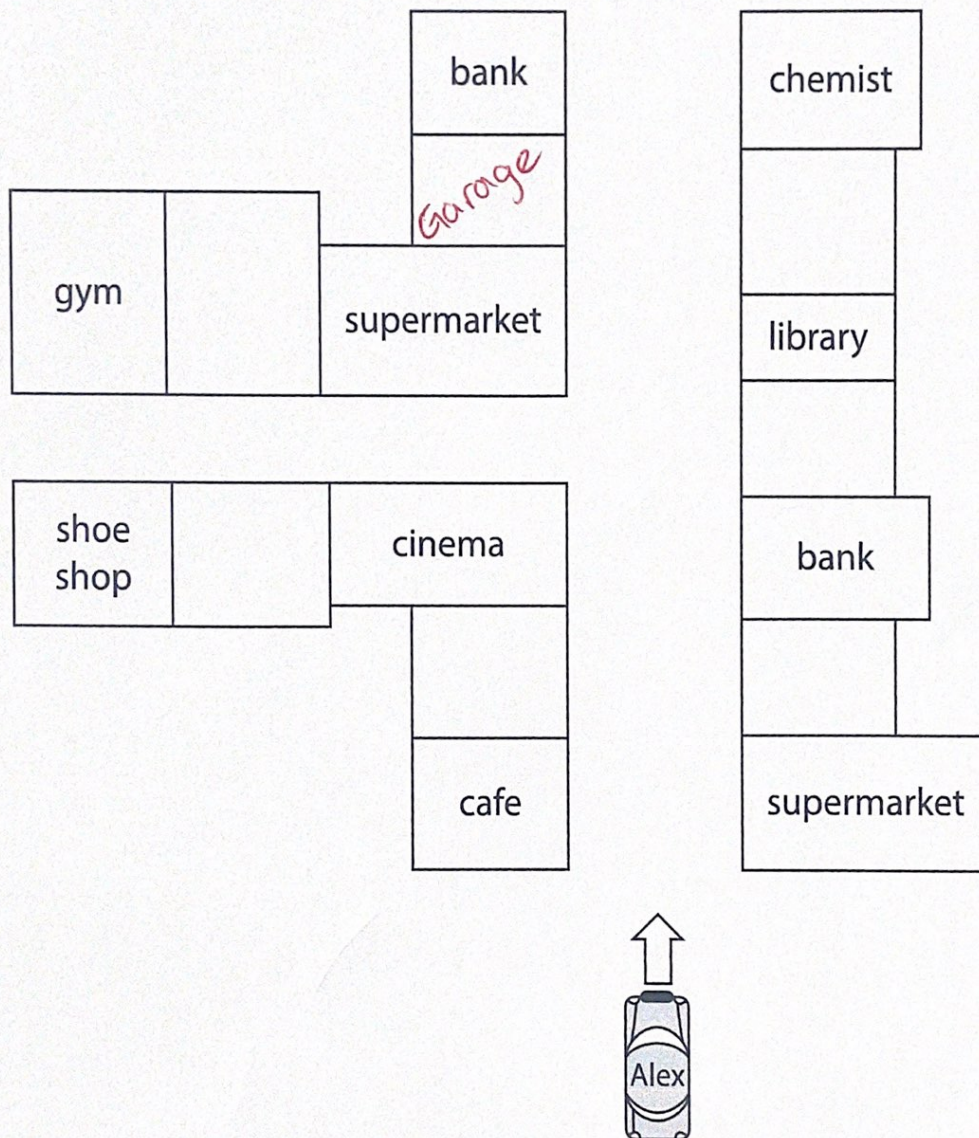 bank
chemist
Garage
gym
supermarket
library
shoe
shop
cinema
bank
cafe
supermarket
Alex